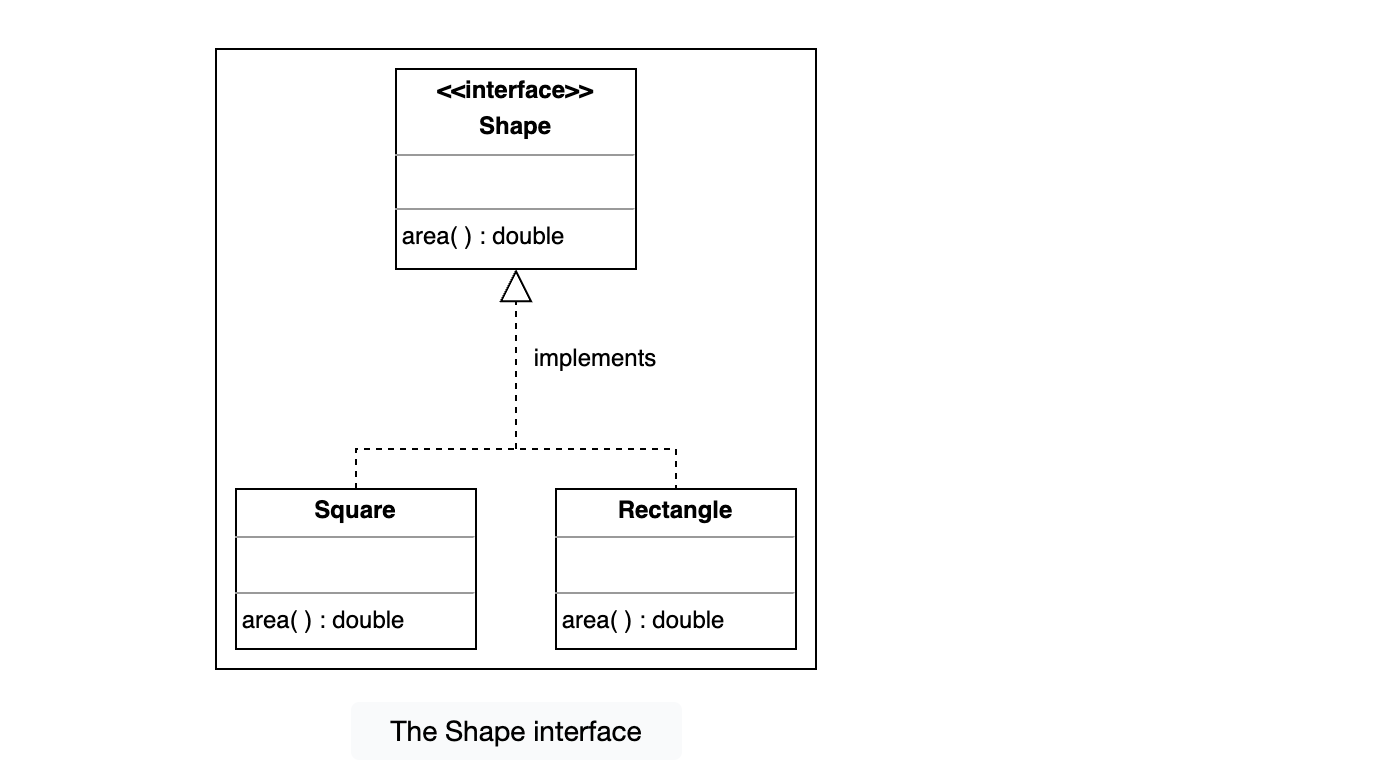 <<interface>>
Shape
area( ) : double
implements
Square
Rectangle
area( ) : double
area( ) : double
The Shape interface